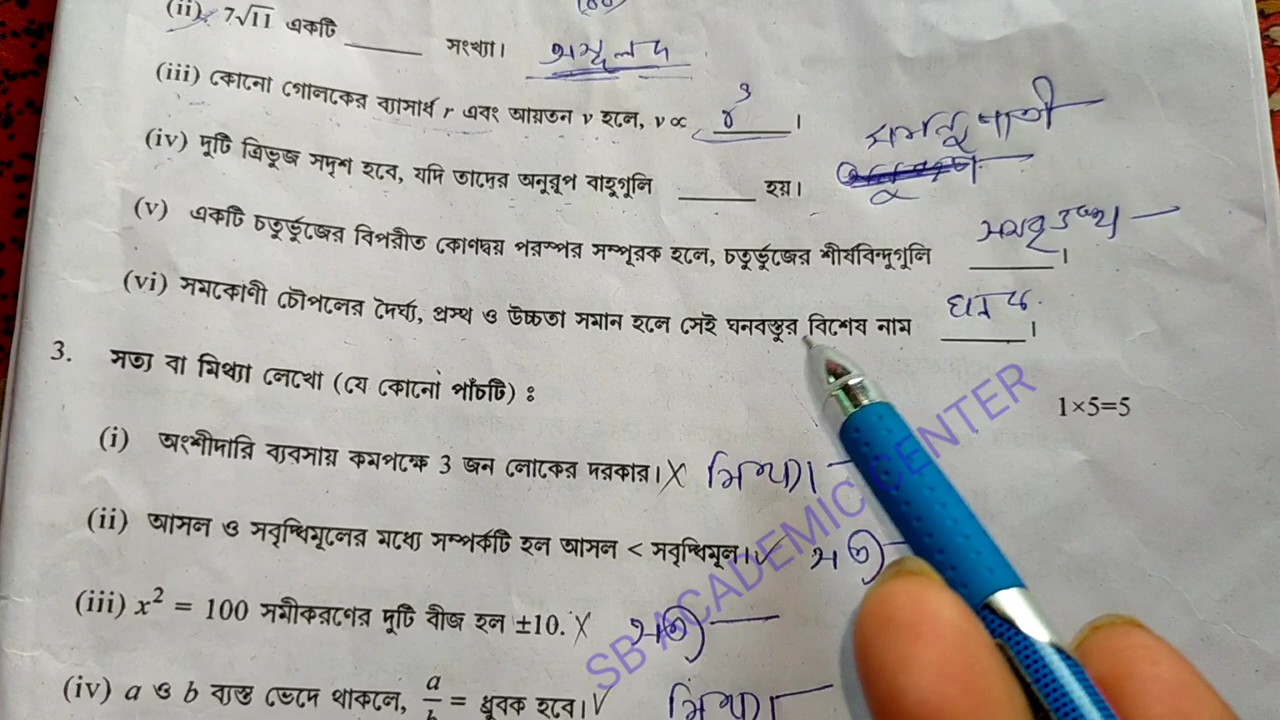 (ii) 7√11 একটি ______ সংখ্যা। অমূলদ
(iii) কোনো গোলকের ব্যাসার্ধ r এবং আয়তন v হলে, v ∝ r³ ।
সমানুপাতী
(iv) দুটি ত্রিভুজ সদৃশ হবে, যদি তাদের অনুরূপ বাহুগুলি ______ হয়।
(v) একটি চতুর্ভুজের বিপরীত কোণদ্বয় পরস্পর সম্পূরক হলে, চতুর্ভুজের শীর্ষবিন্দুগুলি ______। সমবৃত্তস্থ
(vi) সমকোণী চৌপলের দৈর্ঘ্য, প্রস্থ ও উচ্চতা সমান হলে সেই ঘনবস্তুর বিশেষ নাম ______। ঘনক
3. সত্য বা মিথ্যা লেখো (যে কোনো পাঁচটি) : 1×5=5
(i) অংশীদারি ব্যবসায় কমপক্ষে 3 জন লোকের দরকার। X মিথ্যা
(ii) আসল ও সবৃদ্ধিমূলের মধ্যে সম্পর্কটি হল আসল < সবৃদ্ধিমূল। ✓ সত্য
(iii) x² = 100 সমীকরণের দুটি বীজ হল ±10. X সত্য
(iv) a ও b ব্যস্ত ভেদে থাকলে, a/b = ধ্রুবক হবে। ✓ মিথ্যা
SB ACADEMIC CENTER